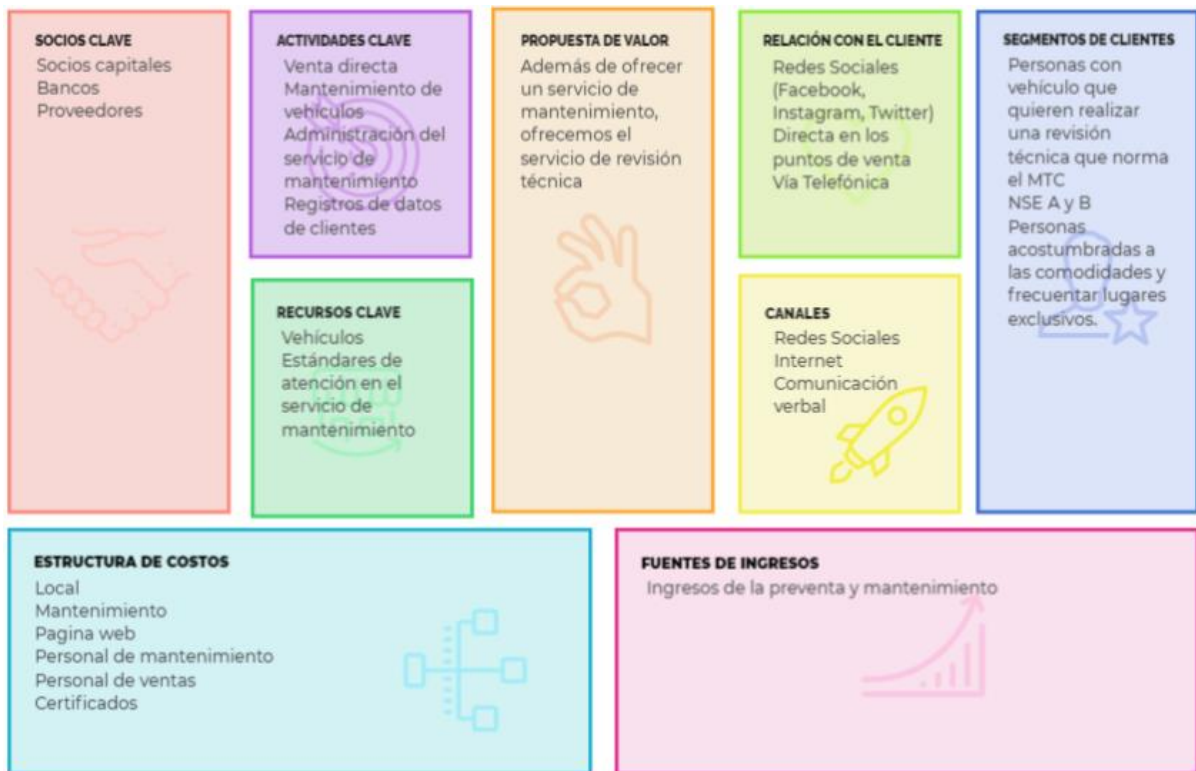 SOCIOS CLAVE
Socios capitales
Bancos
Proveedores
ACTIVIDADES CLAVE
Venta directa
Mantenimiento de
vehículos
Administración del
servicio de
mantenimiento
Registros de datos
de clientes
RECURSOS CLAVE
Vehículos
Estándares de
atención en el
servicio de
mantenimiento
PROPUESTA DE VALOR
Además de ofrecer
un servicio de
mantenimiento,
ofrecemos el
servicio de revisión
técnica
RELACIÓN CON EL CLIENTE
Redes Sociales
(Facebook,
Instagram, Twitter)
Directa en los
puntos de venta
Vía Telefónica
CANALES
Redes Sociales
Internet
Comunicación
verbal
SEGMENTOS DE CLIENTES
Personas con
vehículo que
quieren realizar
una revisión
técnica que norma
el MTC
NSE A y B
Personas
acostumbradas a
las comodidades y
frecuentar lugares
exclusivos.
ESTRUCTURA DE COSTOS
Local
Mantenimiento
Pagina web
Personal de mantenimiento
Personal de ventas
Certificados
FUENTES DE INGRESOS
Ingresos de la preventa y mantenimiento